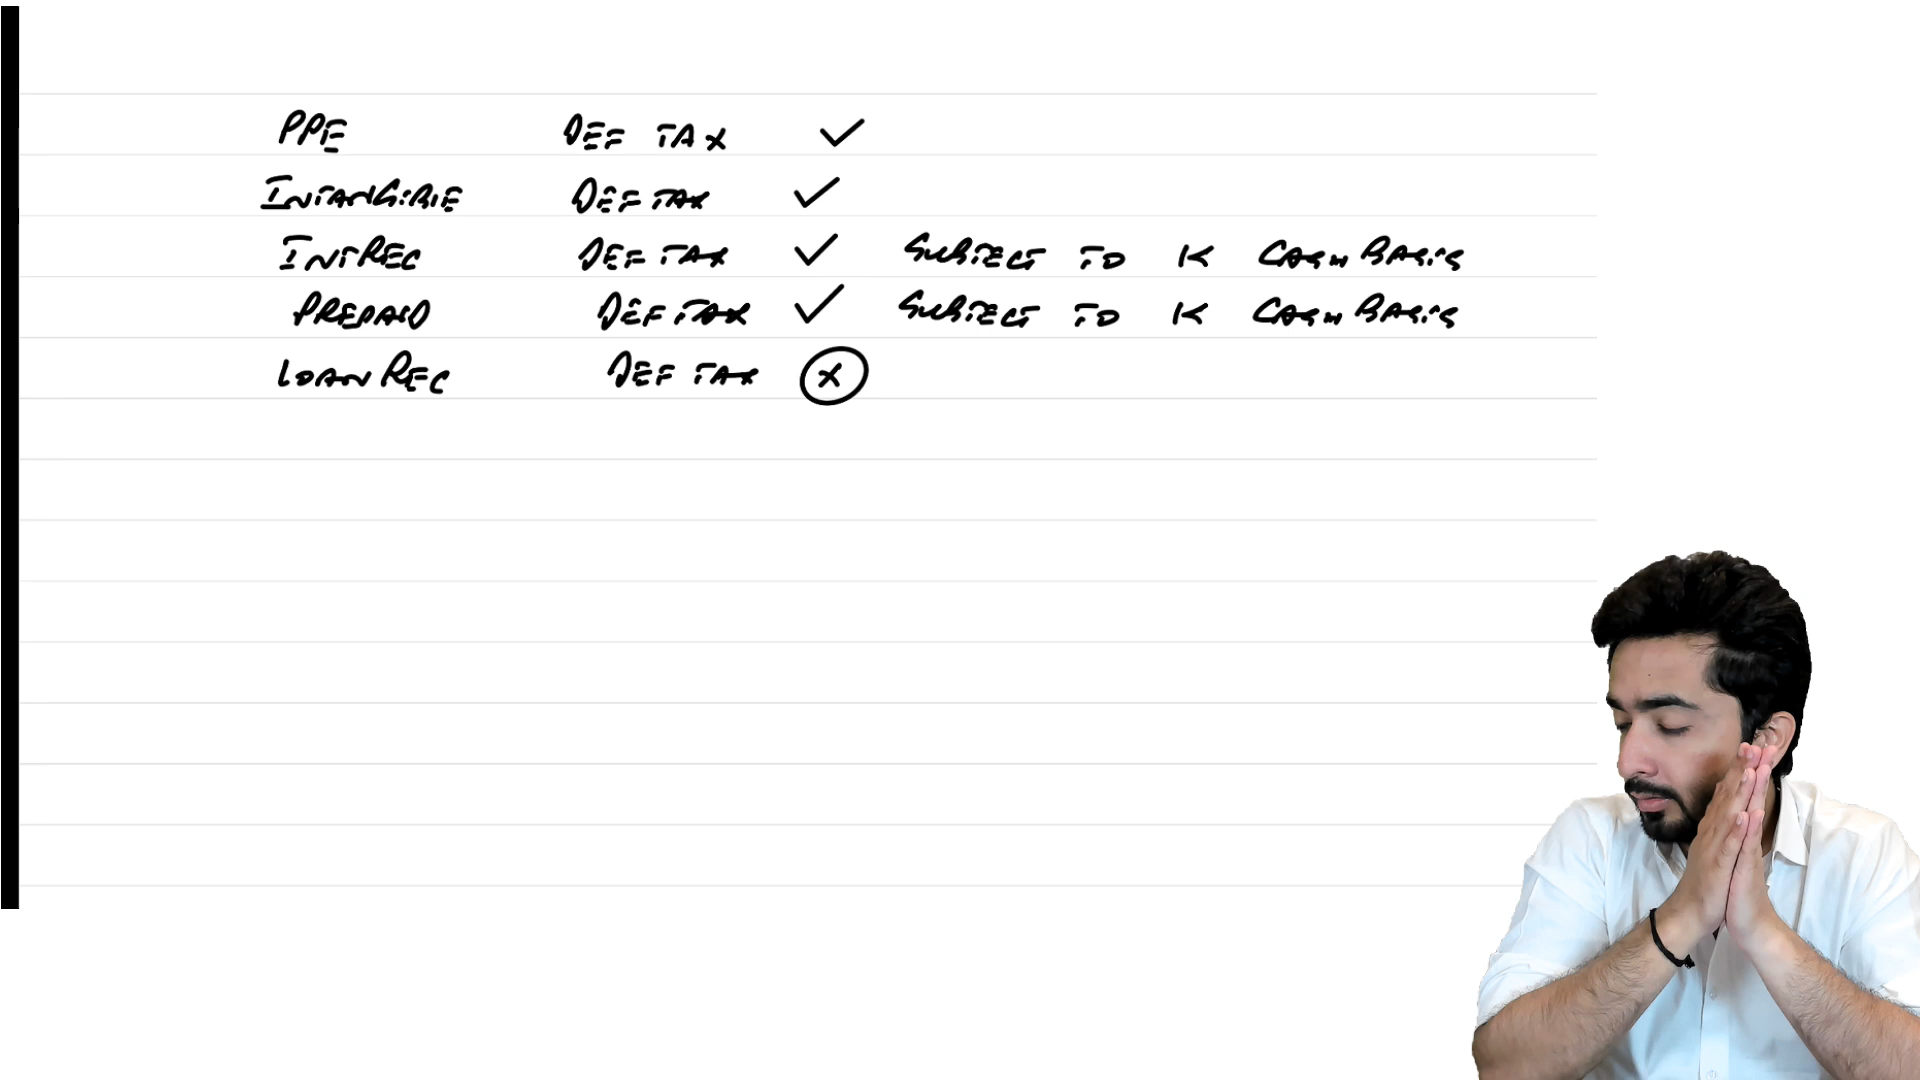 PPE DEF TAX ✓
INTANGIBLE DEF TAX ✓
INT REC DEF TAX ✓ SUBJECT TO K CASH BASIS
PREPAID DEF TAX ✓ SUBJECT TO K CASH BASIS
LOAN REC DEF TAX ⓧ